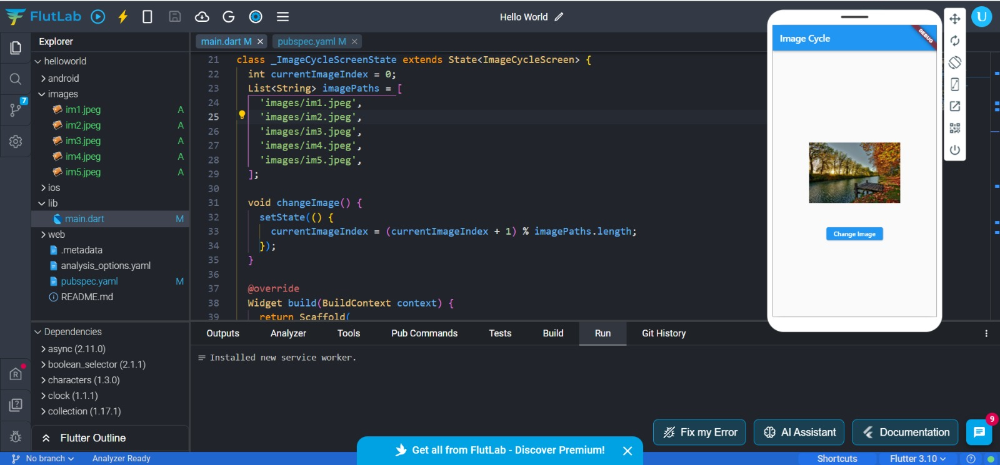 FlutLab
Hello World
U
Explorer
helloworld
android
images
im1.jpeg A
im2.jpeg A
im3.jpeg A
im4.jpeg A
im5.jpeg A
ios
lib
main.dart M
web
.metadata
analysis_options.yaml
pubspec.yaml M
README.md
7
Dependencies
async (2.11.0)
boolean_selector (2.1.1)
characters (1.3.0)
clock (1.1.1)
collection (1.17.1)
Flutter Outline
main.dart M
pubspec.yaml M
21 class _ImageCycleScreenState extends State<ImageCycleScreen> {
22 int currentImageIndex = 0;
23 List<String> imagePaths = [
24 'images/im1.jpeg',
25 'images/im2.jpeg',
26 'images/im3.jpeg',
27 'images/im4.jpeg',
28 'images/im5.jpeg',
29 ];
30
31 void changeImage() {
32 setState(() {
33 currentImageIndex = (currentImageIndex + 1) % imagePaths.length;
34 });
35 }
36
37 @override
38 Widget build(BuildContext context) {
39 return Scaffold(
Image Cycle
DEBUG
Change Image
Outputs Analyzer Tools Pub Commands Tests Build Run Git History
Installed new service worker.
Fix my Error
AI Assistant
Documentation
9
Get all from FlutLab - Discover Premium!
No branch
Analyzer Ready
Shortcuts
Flutter 3.10